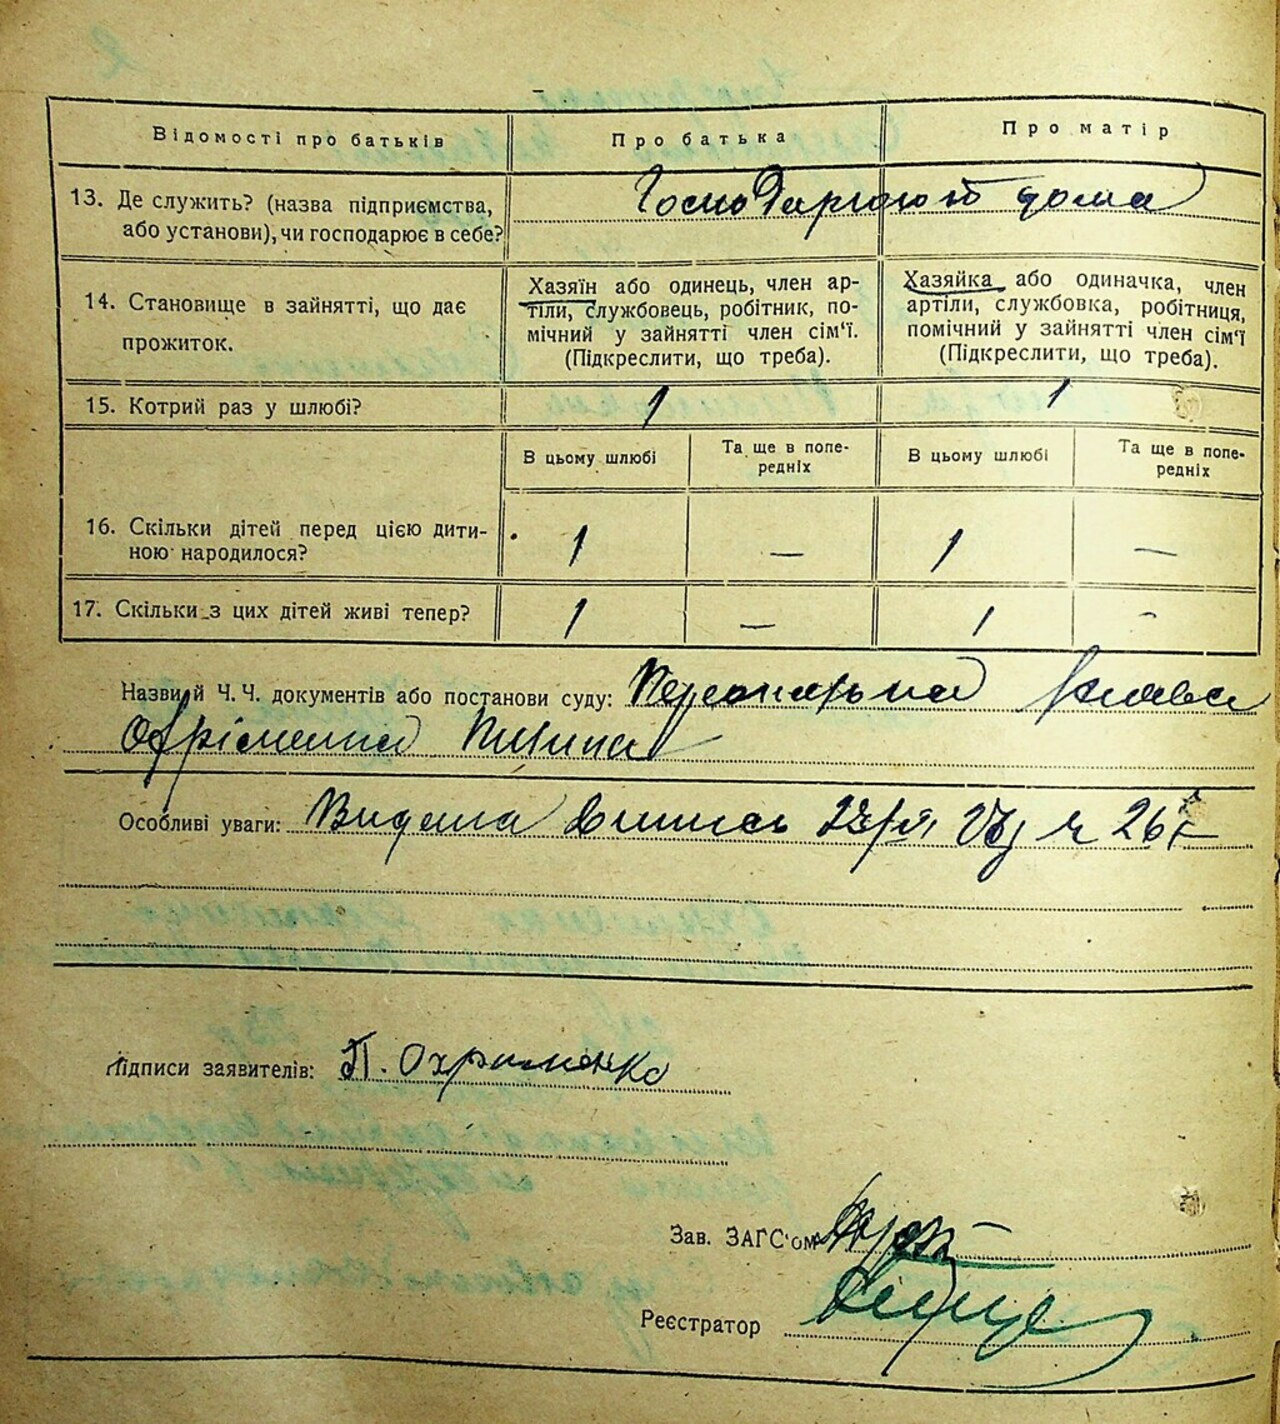 Відомості про батьків
Про батька
Про матір
13. Де служить? (назва підприємства, або установи), чи господарює в себе?
Господарюють дома
14. Становище в зайнятті, що дає прожиток.
Хазяїн або одинець, член ар-
тіли, службовець, робітник, по-
мічний у зайнятті член сім'ї.
(Підкреслити, що треба).
Хазяйка або одиначка, член
артіли, службовка, робітниця,
помічний у зайнятті член сім'ї
(Підкреслити, що треба).
15. Котрий раз у шлюбі? 1 1
В цьому шлюбі
Та ще в попе-
редніх
В цьому шлюбі
Та ще в попе-
редніх
16. Скільки дітей перед цією дити-
ною народилося?
1 — 1 —
17. Скільки з цих дітей живі тепер? 1 — 1 -
Назви й Ч. Ч. документів або постанови суду: Персональна
Особливі уваги: Видана
Підписи заявителів: П. Охрименко
Зав. ЗАГС'ом
Реєстратор